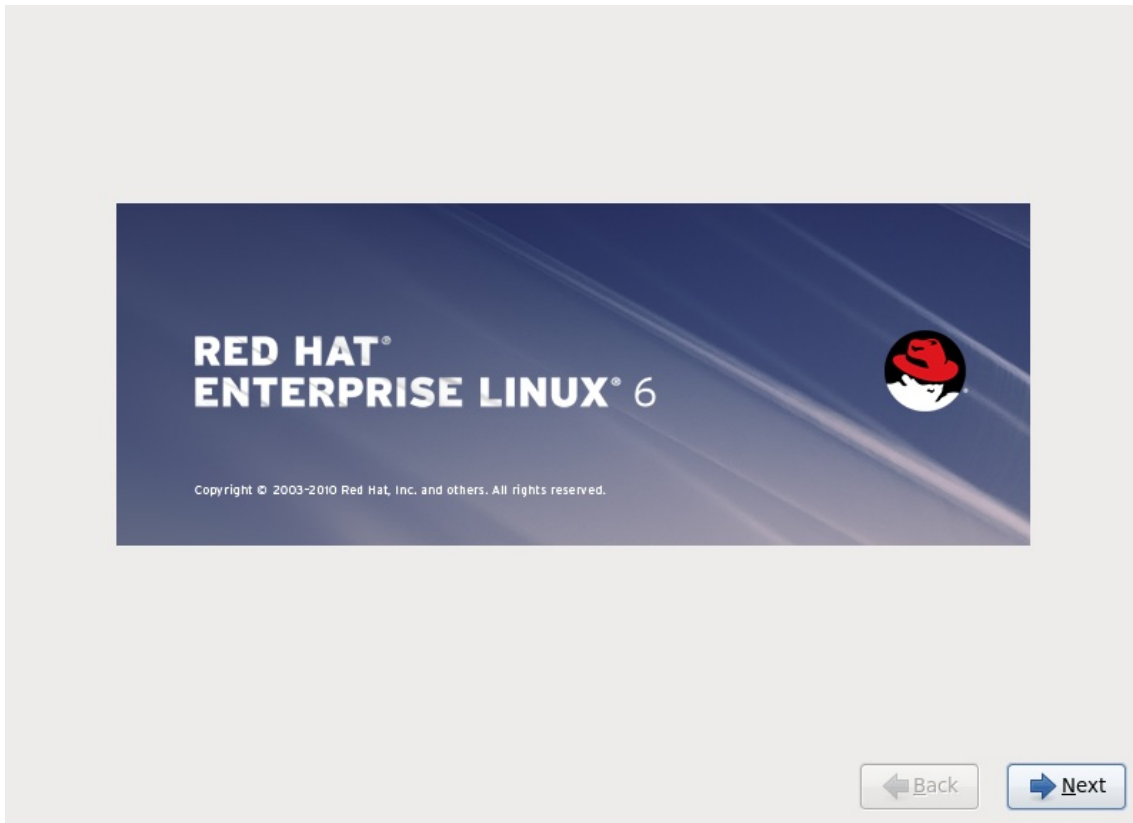 RED HAT®
ENTERPRISE LINUX® 6
Copyright © 2003-2010 Red Hat, Inc. and others. All rights reserved.
Back
Next